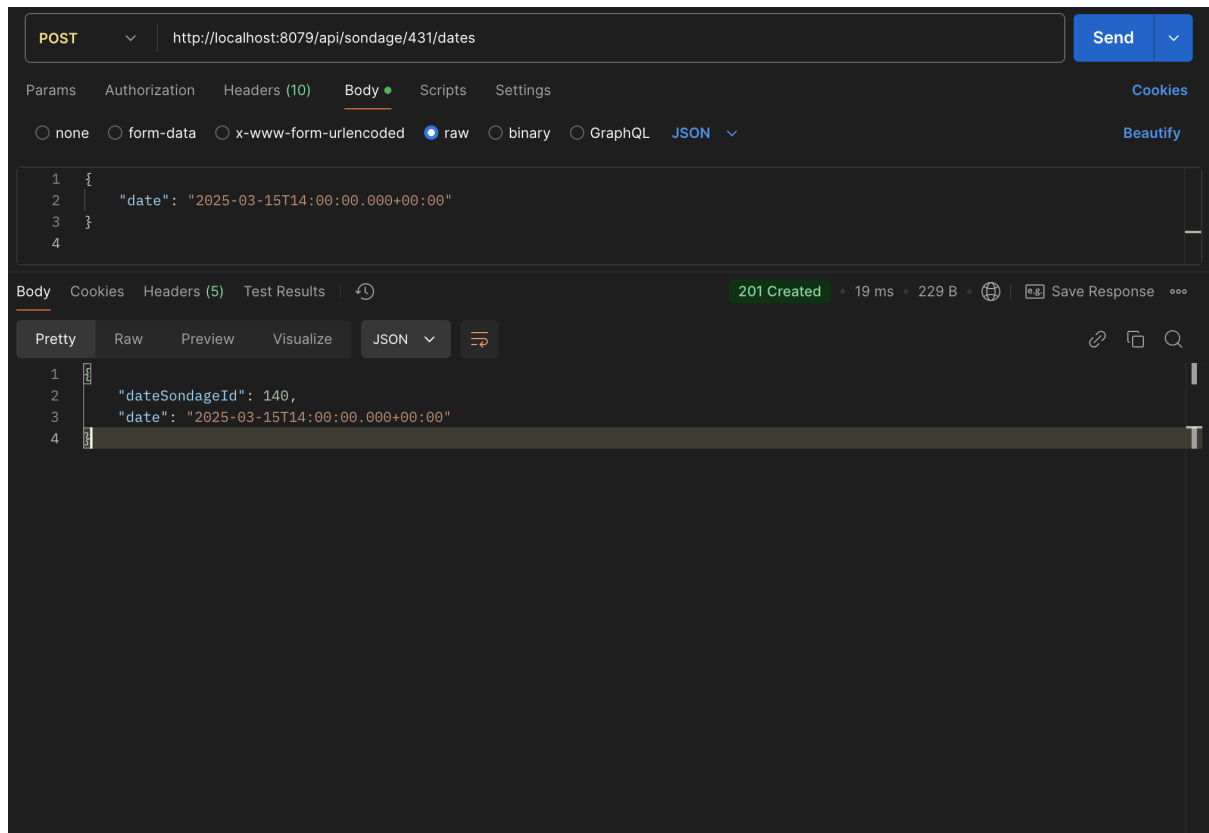 POST http://localhost:8079/api/sondage/431/dates Send
Params Authorization Headers (10) Body Scripts Settings Cookies
none form-data x-www-form-urlencoded raw binary GraphQL JSON Beautify
1 {
2 "date": "2025-03-15T14:00:00.000+00:00"
3 }
4
Body Cookies Headers (5) Test Results 201 Created 19 ms 229 B e.g. Save Response
Pretty Raw Preview Visualize JSON
1 {
2 "dateSondageId": 140,
3 "date": "2025-03-15T14:00:00.000+00:00"
4 }